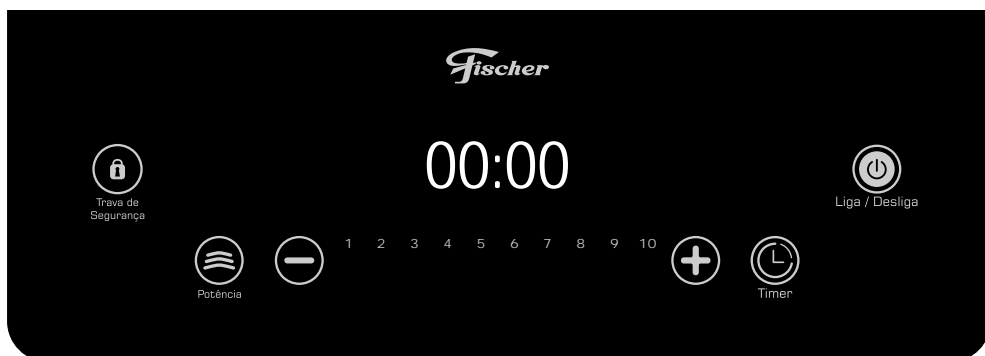 Fischer
00:00
Trava de
Segurança
Liga / Desliga
1 2 3 4 5 6 7 8 9 10
Potência
Timer